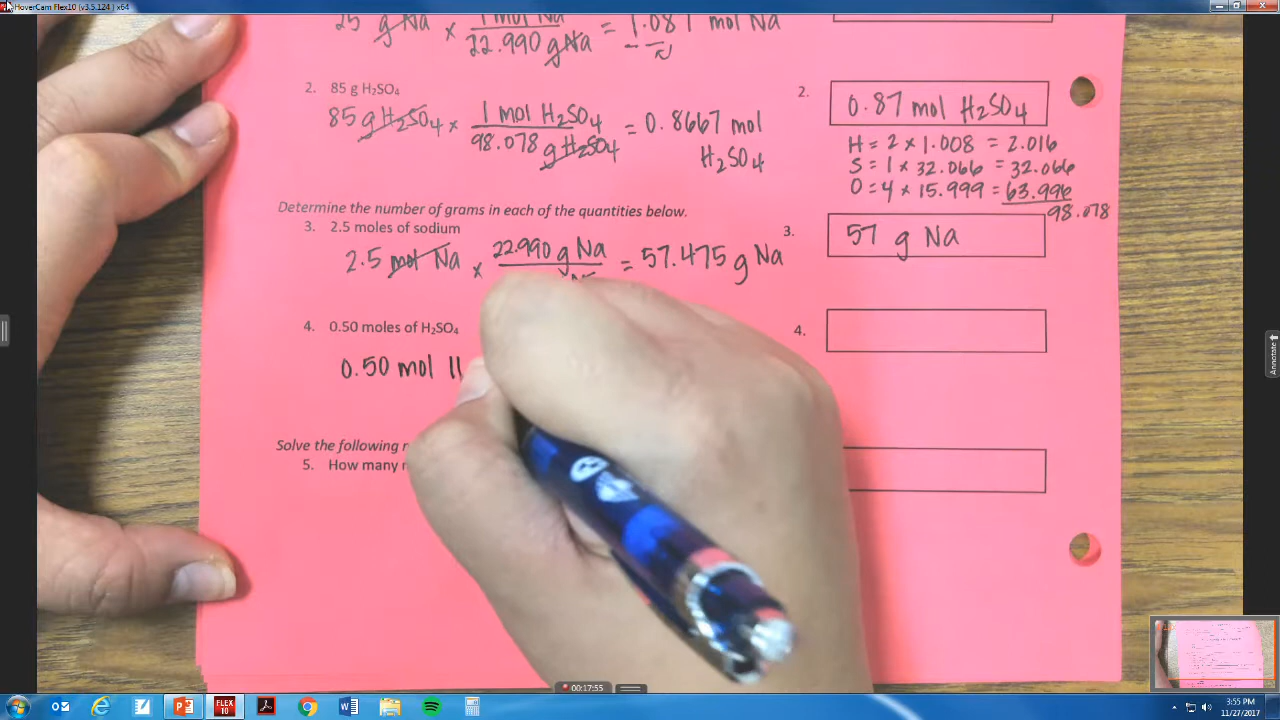 HoverCam Flex10 (v3.5.124) x64
25 g Na × 1 mol Na / 22.990 g Na = 1.087 mol Na
2. 85 g H₂SO₄
85 g H₂SO₄ × 1 mol H₂SO₄ / 98.078 g H₂SO₄ = 0.8667 mol H₂SO₄
2. 0.87 mol H₂SO₄
H = 2 × 1.008 = 2.016
S = 1 × 32.066 = 32.066
O = 4 × 15.999 = 63.996
98.078
Determine the number of grams in each of the quantities below.
3. 2.5 moles of sodium
2.5 mol Na × 22.990 g Na = 57.475 g Na
3. 57 g Na
4. 0.50 moles of H₂SO₄
4.
0.50 mol
Solve the following
5. How many
Annotate
00:17:55
FLEX 10
3:55 PM
11/27/2017